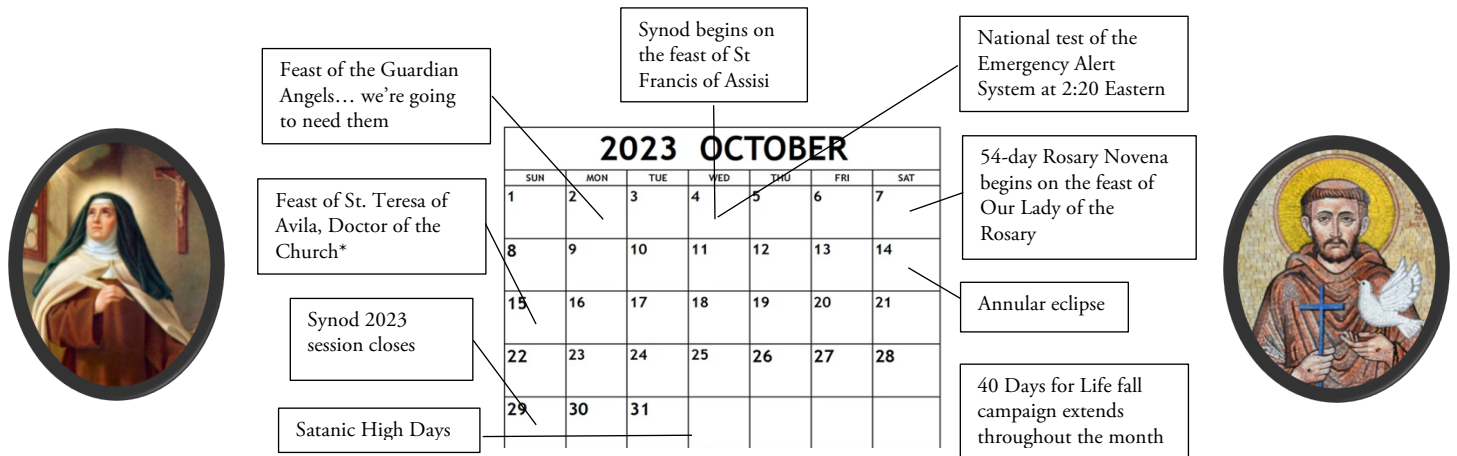 Synod begins on
the feast of St
Francis of Assisi
National test of the
Emergency Alert
System at 2:20 Eastern
Feast of the Guardian
Angels… we're going
to need them
54-day Rosary Novena
begins on the feast of
Our Lady of the
Rosary
Feast of St. Teresa of
Avila, Doctor of the
Church*
Annular eclipse
Synod 2023
session closes
40 Days for Life fall
campaign extends
throughout the month
Satanic High Days
2023 OCTOBER
SUN MON TUE WED THU FRI SAT
1 2 3 4 5 6 7
8 9 10 11 12 13 14
15 16 17 18 19 20 21
22 23 24 25 26 27 28
29 30 31